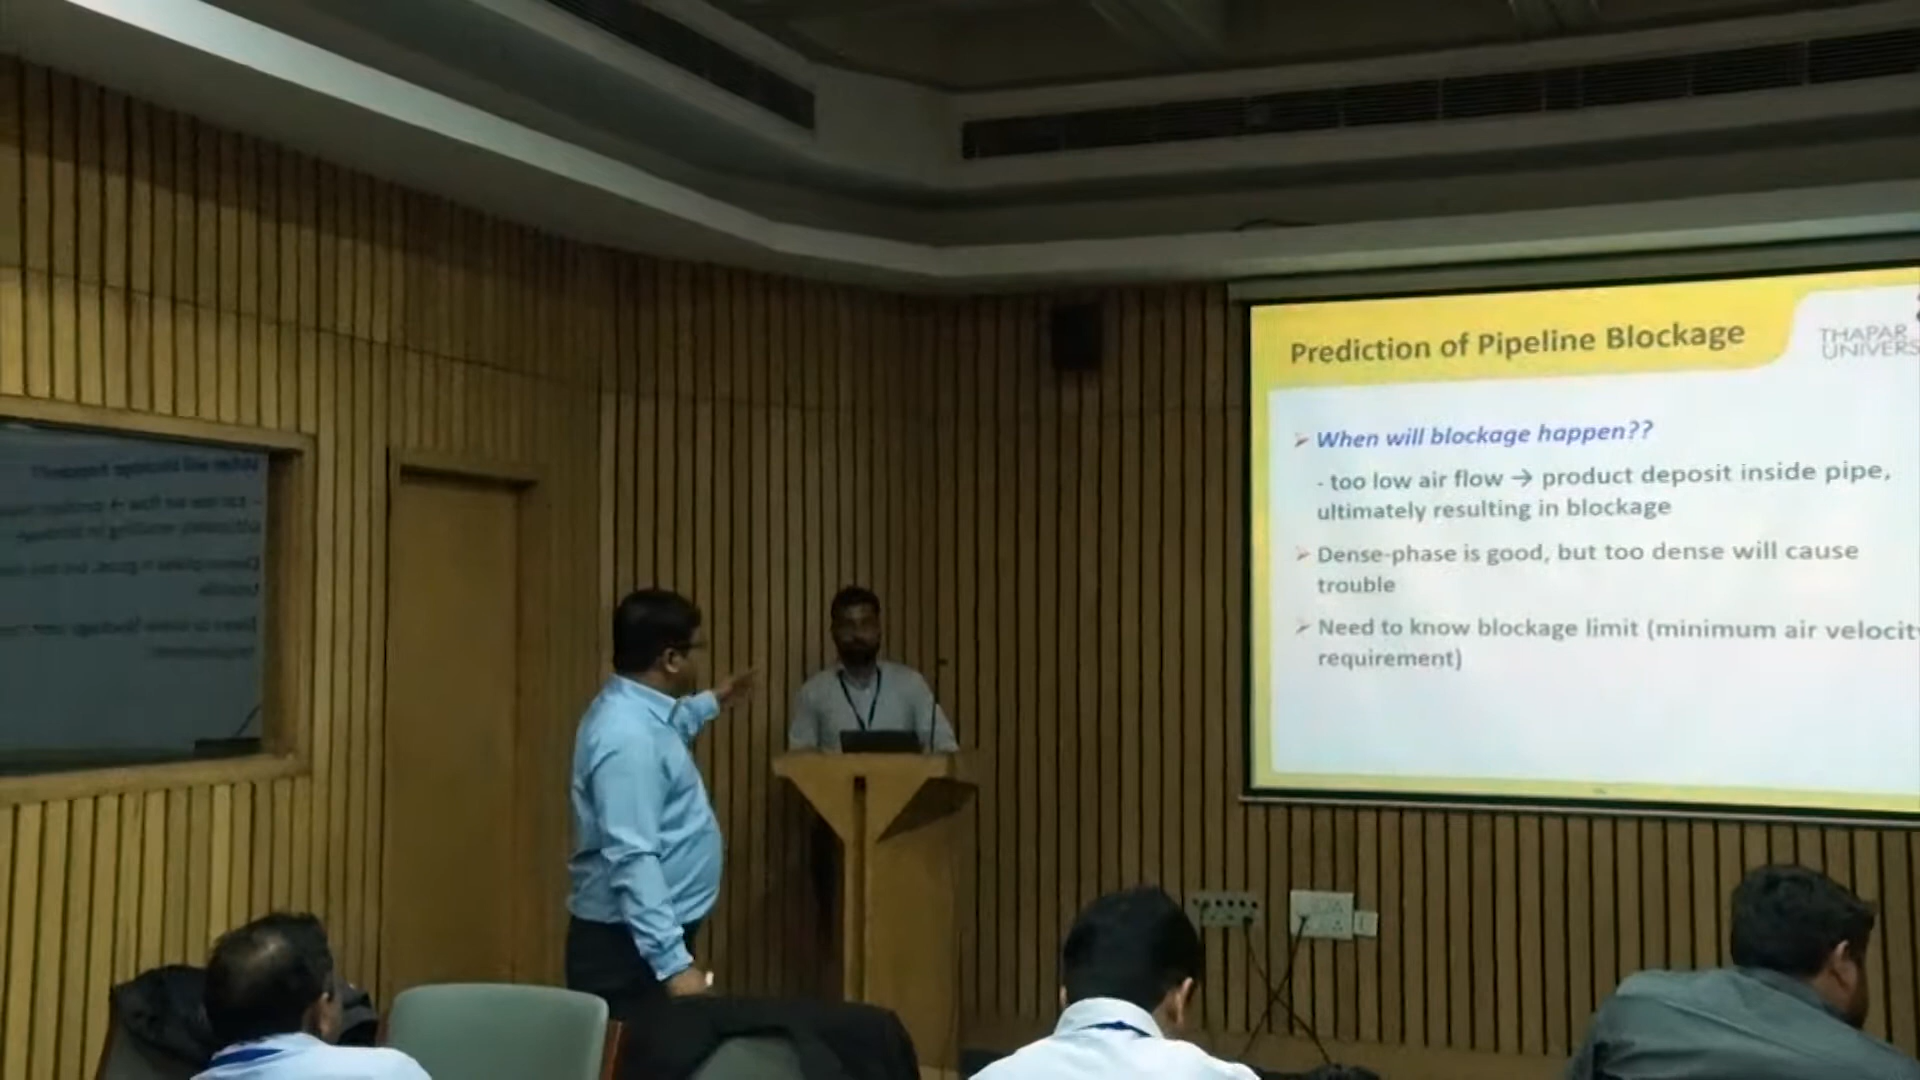 Prediction of Pipeline Blockage
THAPAR
UNIVERS
➢ When will blockage happen??
- too low air flow → product deposit inside pipe,
ultimately resulting in blockage
➢ Dense-phase is good, but too dense will cause
trouble
➢ Need to know blockage limit (minimum air velocit
requirement)